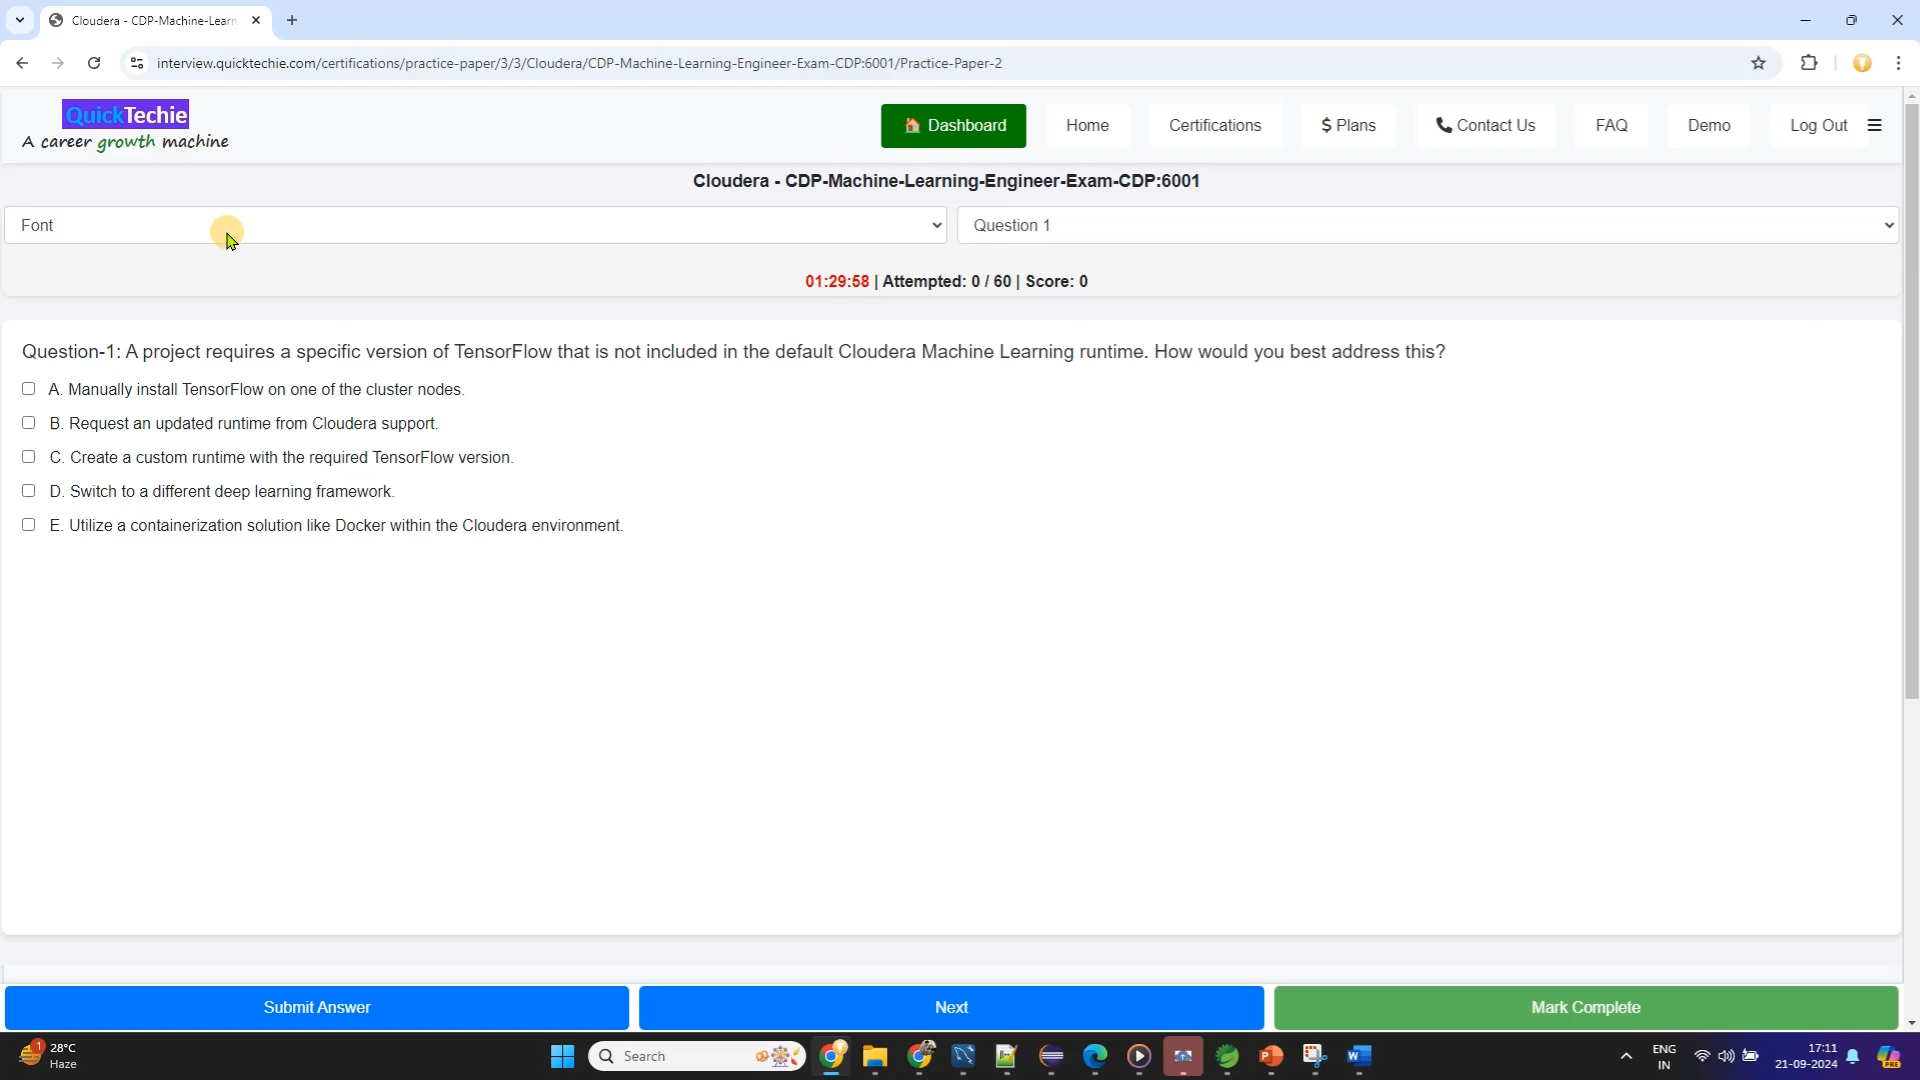 Cloudera - CDP-Machine-Learn
interview.quicktechie.com/certifications/practice-paper/3/3/Cloudera/CDP-Machine-Learning-Engineer-Exam-CDP:6001/Practice-Paper-2
QuickTechie
A career growth machine
Dashboard
Home
Certifications
$ Plans
Contact Us
FAQ
Demo
Log Out
Cloudera - CDP-Machine-Learning-Engineer-Exam-CDP:6001
Font
Question 1
01:29:58 | Attempted: 0 / 60 | Score: 0
Question-1: A project requires a specific version of TensorFlow that is not included in the default Cloudera Machine Learning runtime. How would you best address this?
A. Manually install TensorFlow on one of the cluster nodes.
B. Request an updated runtime from Cloudera support.
C. Create a custom runtime with the required TensorFlow version.
D. Switch to a different deep learning framework.
E. Utilize a containerization solution like Docker within the Cloudera environment.
Submit Answer
Next
Mark Complete
1
28°C
Haze
Search
ENG
IN
17:11
21-09-2024
PRE